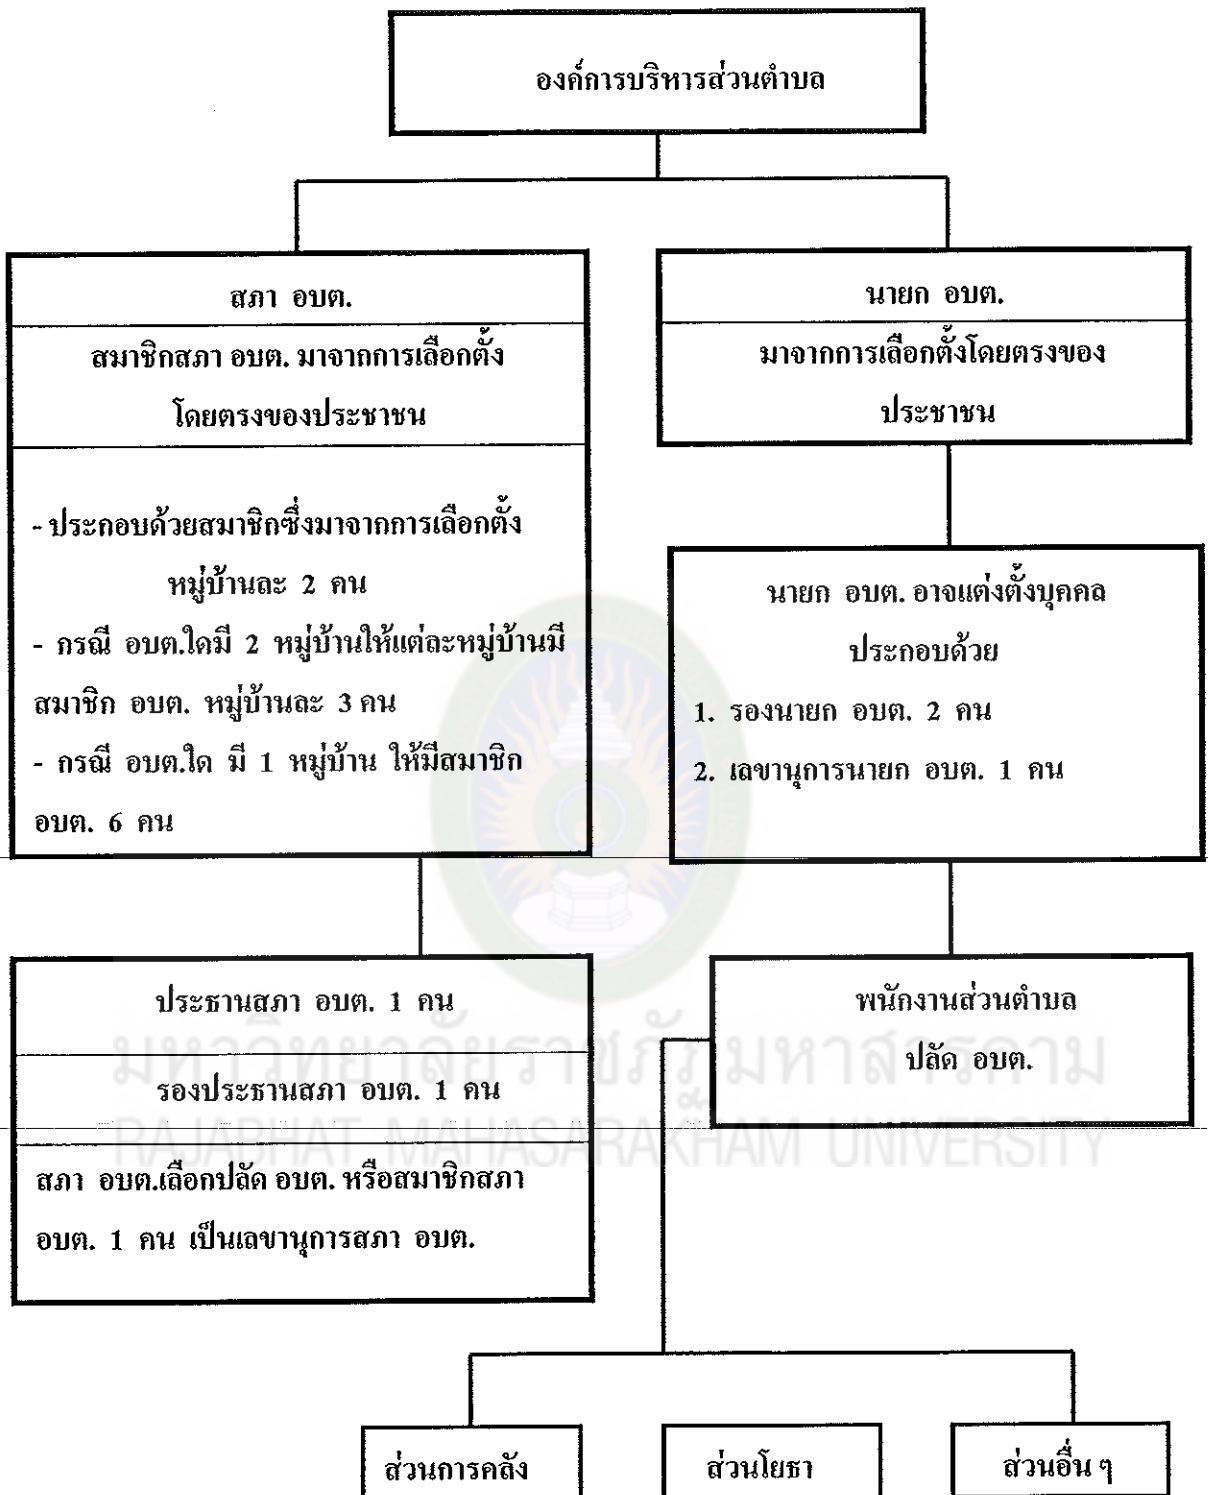 องค์การบริหารส่วนตำบล
สภา อบต.
สมาชิกสภา อบต. มาจากการเลือกตั้ง
โดยตรงของประชาชน
- ประกอบด้วยสมาชิกซึ่งมาจากการเลือกตั้ง
หมู่บ้านละ 2 คน
- กรณี อบต.ใดมี 2 หมู่บ้านให้แต่ละหมู่บ้านมี
สมาชิก อบต. หมู่บ้านละ 3 คน
- กรณี อบต.ใด มี 1 หมู่บ้าน ให้มีสมาชิก
อบต. 6 คน
นายก อบต.
มาจากการเลือกตั้งโดยตรงของ
ประชาชน
นายก อบต. อาจแต่งตั้งบุคคล
ประกอบด้วย
1. รองนายก อบต. 2 คน
2. เลขานุการนายก อบต. 1 คน
ประธานสภา อบต. 1 คน
รองประธานสภา อบต. 1 คน
สภา อบต.เลือกปลัด อบต. หรือสมาชิกสภา
อบต. 1 คน เป็นเลขานุการสภา อบต.
พนักงานส่วนตำบล
ปลัด อบต.
มหาวิทยาลัยราชภัฏมหาสารคาม
RAJABHAT MAHASARAKHAM UNIVERSITY
ส่วนการคลัง
ส่วนโยธา
ส่วนอื่น ๆ